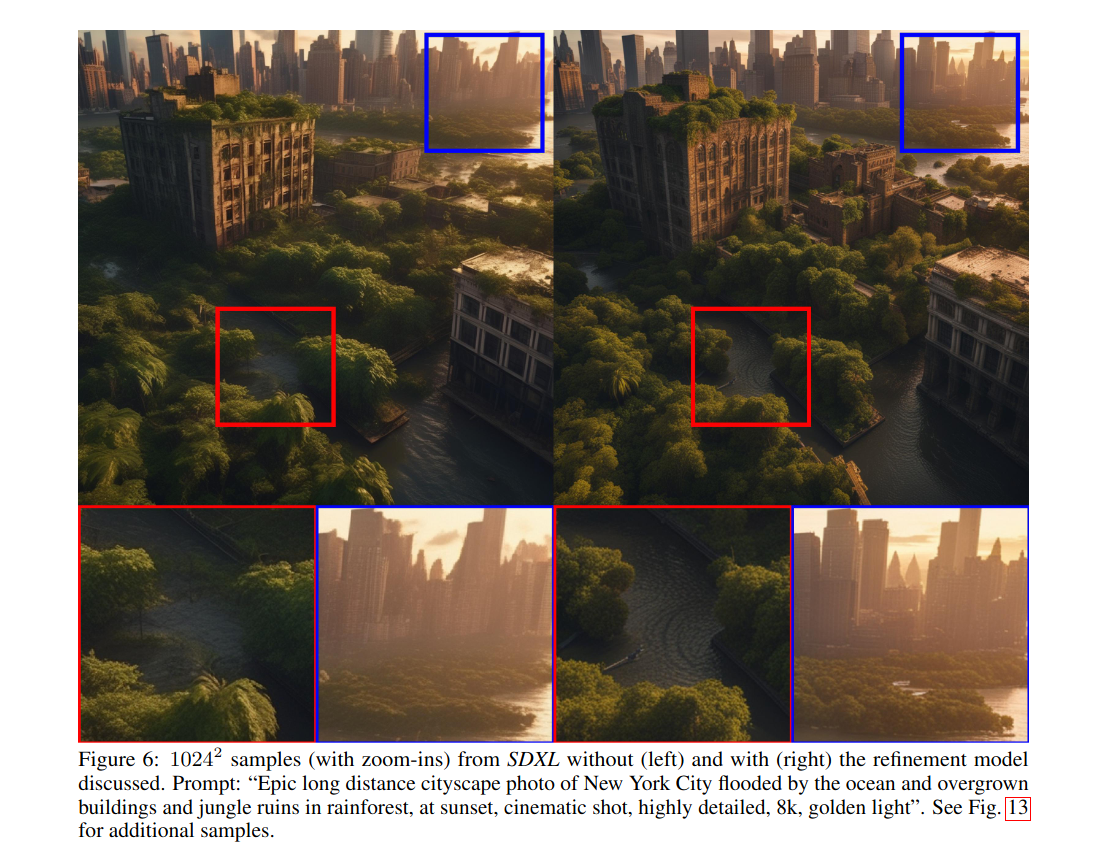 Figure 6: 1024² samples (with zoom-ins) from SDXL without (left) and with (right) the refinement model
discussed. Prompt: “Epic long distance cityscape photo of New York City flooded by the ocean and overgrown
buildings and jungle ruins in rainforest, at sunset, cinematic shot, highly detailed, 8k, golden light”. See Fig. 13
for additional samples.